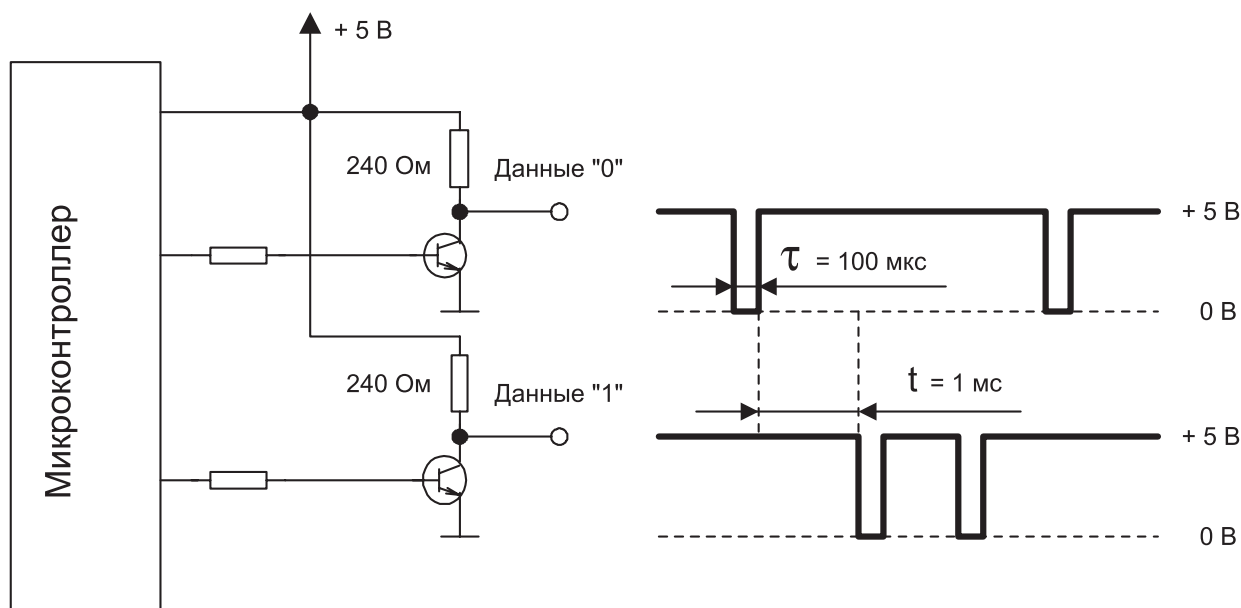 + 5 В
Микроконтроллер
240 Ом
Данные "0"
+ 5 В
τ = 100 мкс
0 В
240 Ом
Данные "1"
t = 1 мс
+ 5 В
0 В